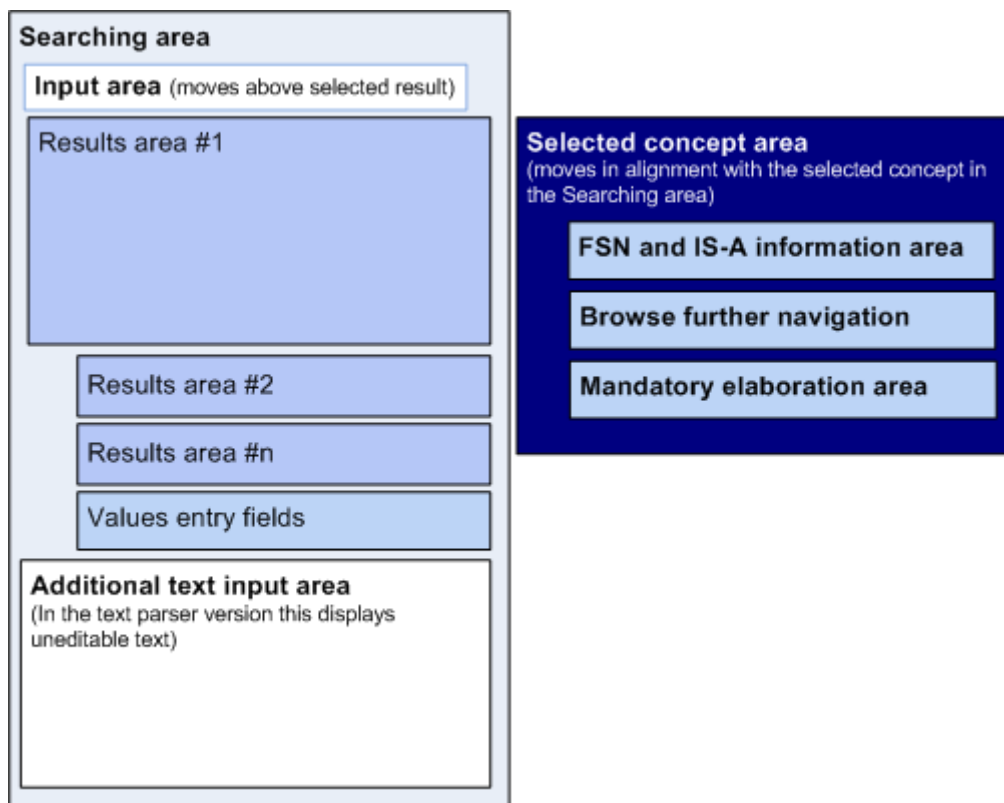 Searching area
Input area (moves above selected result)
Results area #1
Results area #2
Results area #n
Values entry fields
Additional text input area
(In the text parser version this displays
uneditable text)
Selected concept area
(moves in alignment with the selected concept in
the Searching area)
FSN and IS-A information area
Browse further navigation
Mandatory elaboration area